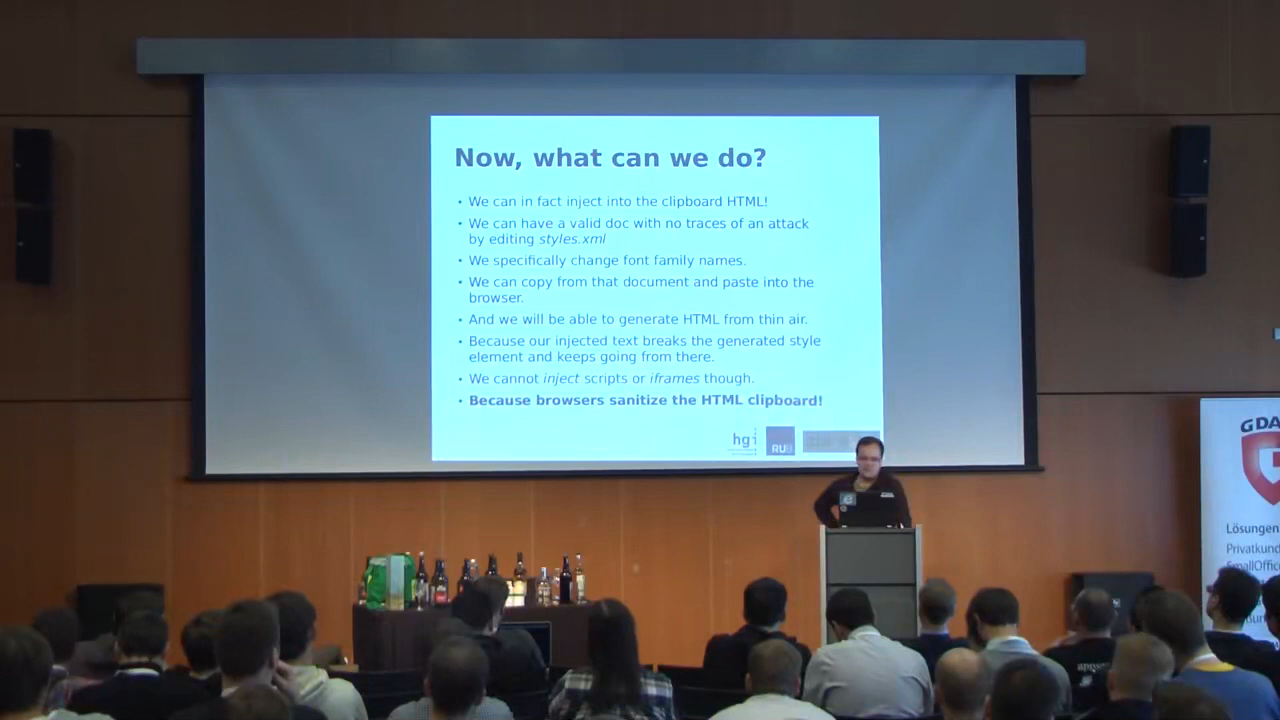 Now, what can we do?
• We can in fact inject into the clipboard HTML!
• We can have a valid doc with no traces of an attack
by editing styles.xml
• We specifically change font family names.
• We can copy from that document and paste into the
browser.
• And we will be able to generate HTML from thin air.
• Because our injected text breaks the generated style
element and keeps going from there.
• We cannot inject scripts or iframes though.
• Because browsers sanitize the HTML clipboard!
hgi
RUB
G DA
Lösungen
Privatkund
SmallOffic